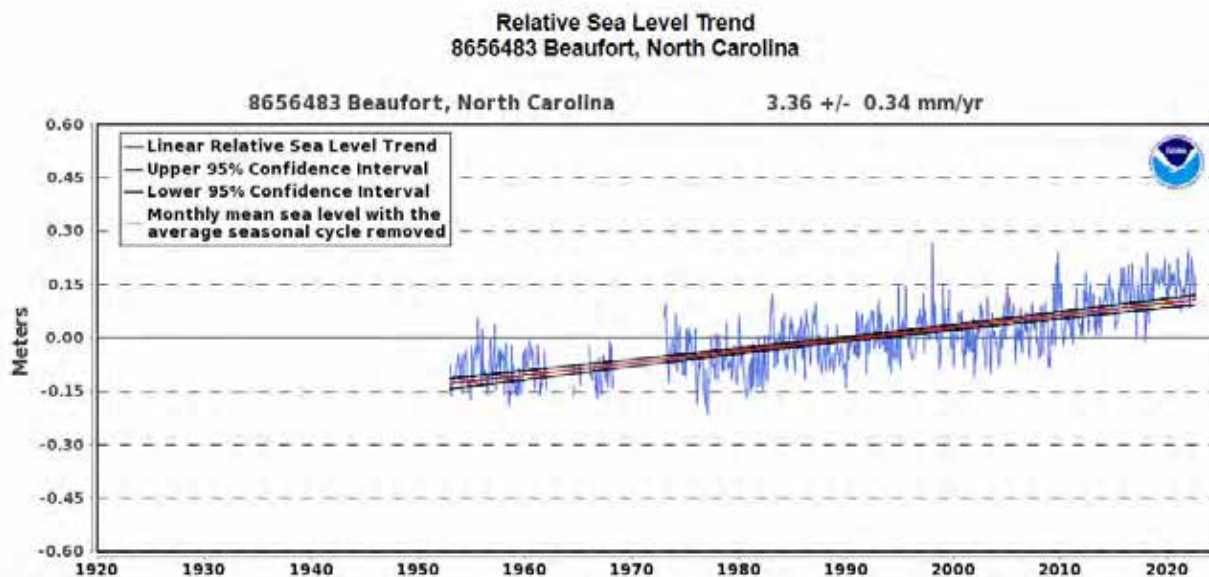 Relative Sea Level Trend
8656483 Beaufort, North Carolina
8656483 Beaufort, North Carolina 3.36 +/- 0.34 mm/yr
Linear Relative Sea Level Trend
Upper 95% Confidence Interval
Lower 95% Confidence Interval
Monthly mean sea level with the
average seasonal cycle removed
Meters
0.60
0.45
0.30
0.15
0.00
-0.15
-0.30
-0.45
-0.60
1920 1930 1940 1950 1960 1970 1980 1990 2000 2010 2020